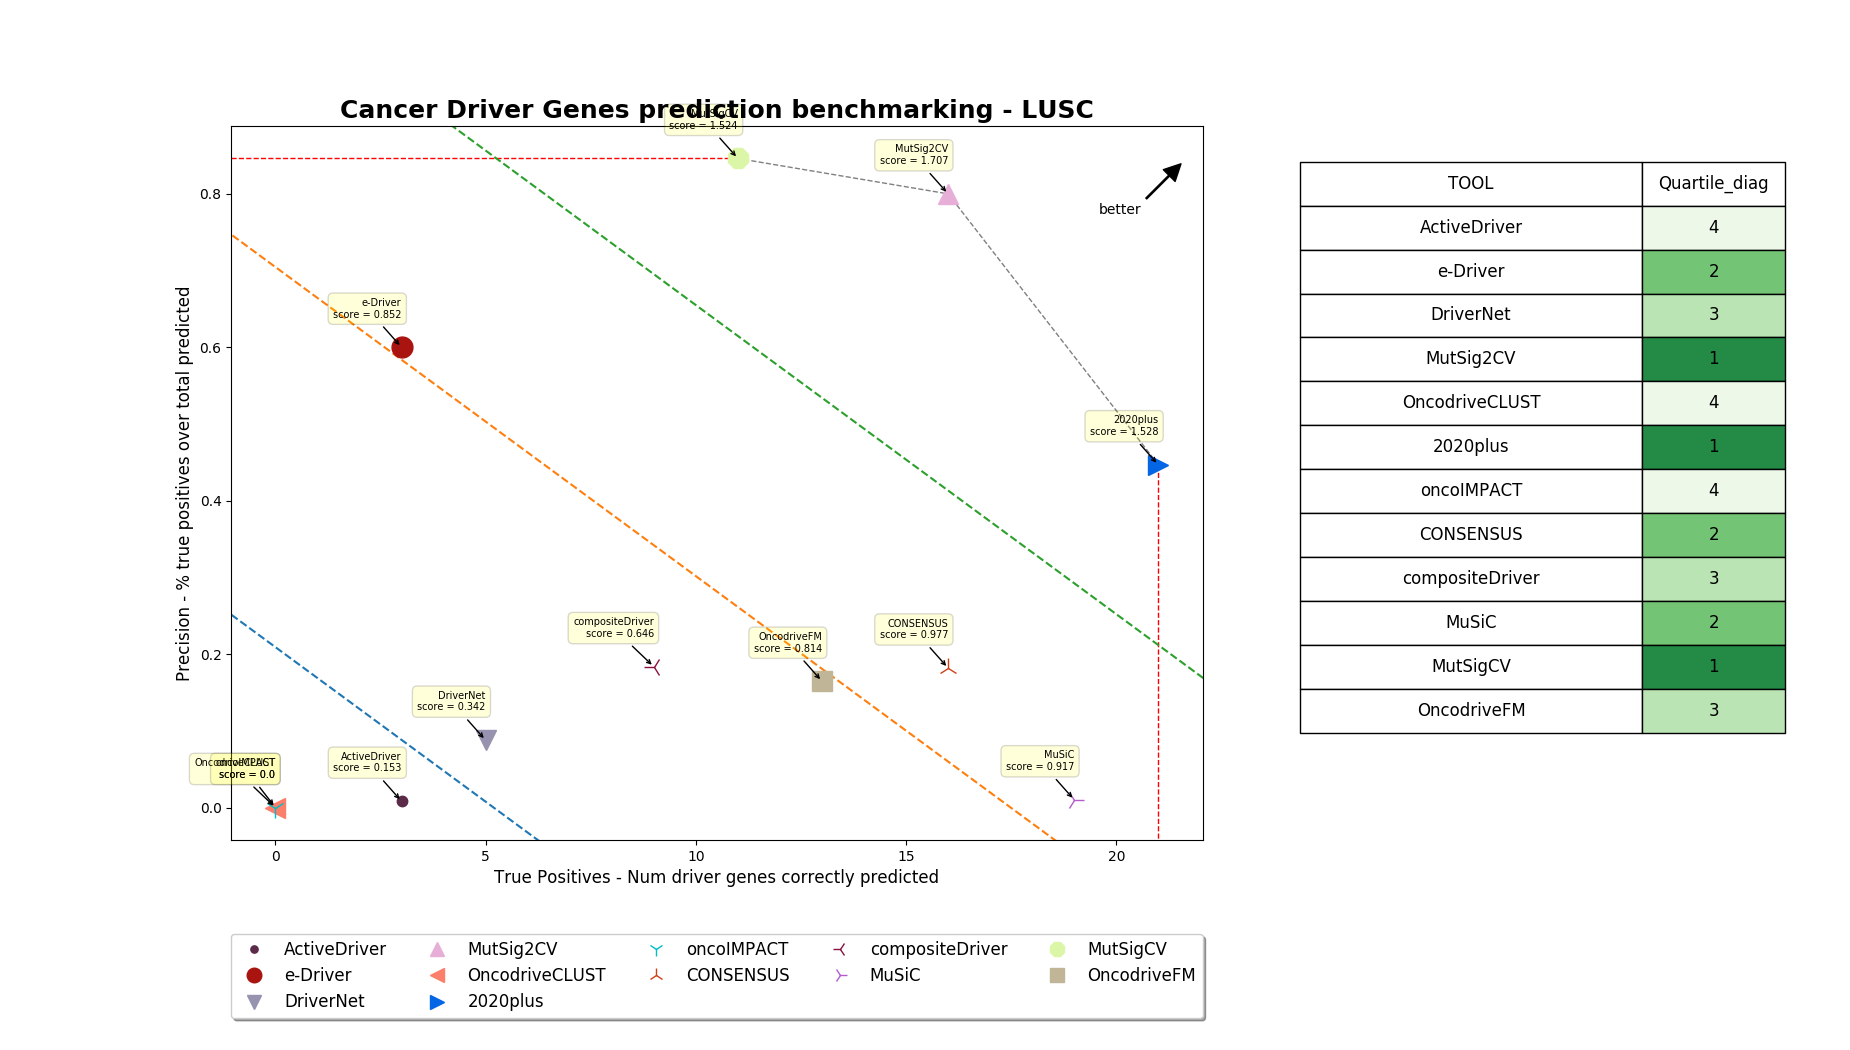 Cancer Driver Genes prediction benchmarking - LUSC
MutSigCV
score = 1.524
MutSig2CV
score = 1.707
better
e-Driver
score = 0.852
2020plus
score = 1.528
compositeDriver
score = 0.646
OncodriveFM
score = 0.814
CONSENSUS
score = 0.977
DriverNet
score = 0.342
ActiveDriver
score = 0.153
MuSiC
score = 0.917
OncodriveCLUST
score = 0.0
oncoIMPACT
score = 0.0
Precision - % true positives over total predicted
0.8
0.6
0.4
0.2
0.0
0 5 10 15 20
True Positives - Num driver genes correctly predicted
ActiveDriver
e-Driver
DriverNet
MutSig2CV
OncodriveCLUST
2020plus
oncoIMPACT
CONSENSUS
compositeDriver
MuSiC
MutSigCV
OncodriveFM
TOOL Quartile_diag
ActiveDriver 4
e-Driver 2
DriverNet 3
MutSig2CV 1
OncodriveCLUST 4
2020plus 1
oncoIMPACT 4
CONSENSUS 2
compositeDriver 3
MuSiC 2
MutSigCV 1
OncodriveFM 3